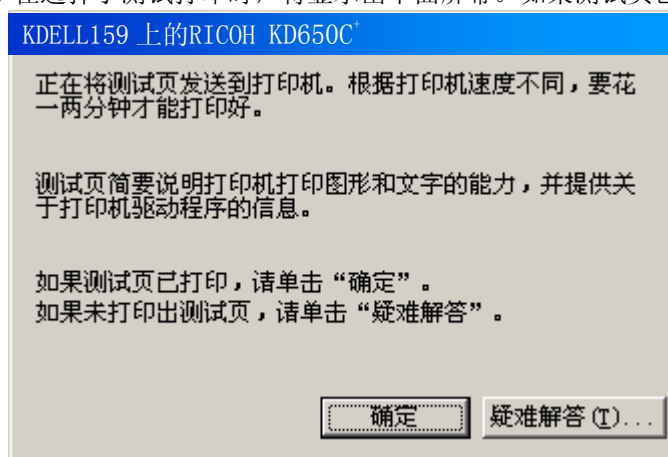 KDELL159 上的RICOH KD650C+
正在将测试页发送到打印机。根据打印机速度不同，要花
一两分钟才能打印好。
测试页简要说明打印机打印图形和文字的能力，并提供关
于打印机驱动程序的信息。
如果测试页已打印，请单击“确定”。
如果未打印出测试页，请单击“疑难解答”。
确定
疑难解答(T)...